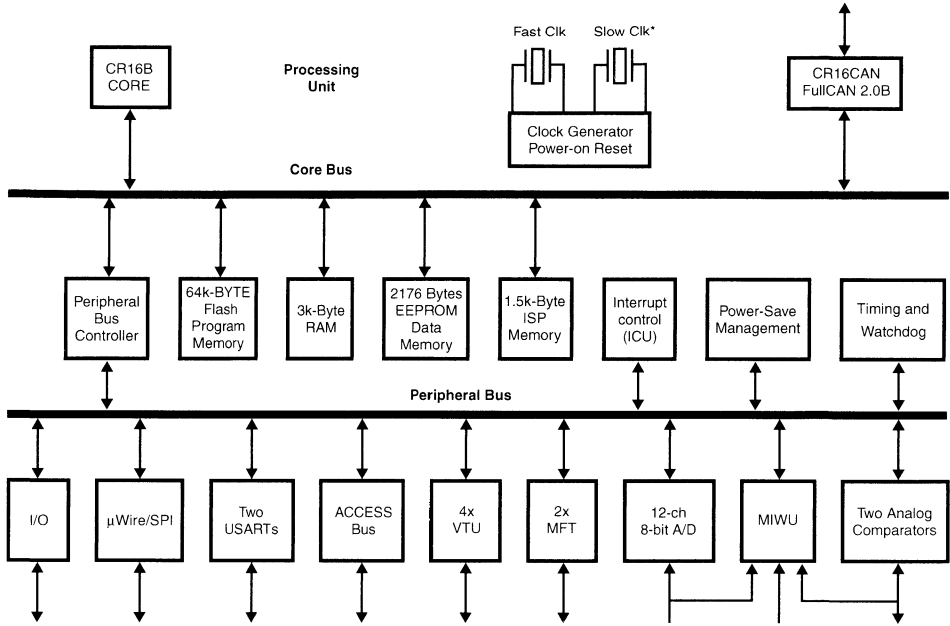 Fast Clk
Slow Clk*
CR16B
CORE
Processing
Unit
CR16CAN
FullCAN 2.0B
Clock Generator
Power-on Reset
Core Bus
Peripheral
Bus
Controller
64k-BYTE
Flash
Program
Memory
3k-Byte
RAM
2176 Bytes
EEPROM
Data
Memory
1.5k-Byte
ISP
Memory
Interrupt
control
(ICU)
Power-Save
Management
Timing and
Watchdog
Peripheral Bus
I/O
µWire/SPI
Two
USARTs
ACCESS
Bus
4x
VTU
2x
MFT
12-ch
8-bit A/D
MIWU
Two Analog
Comparators